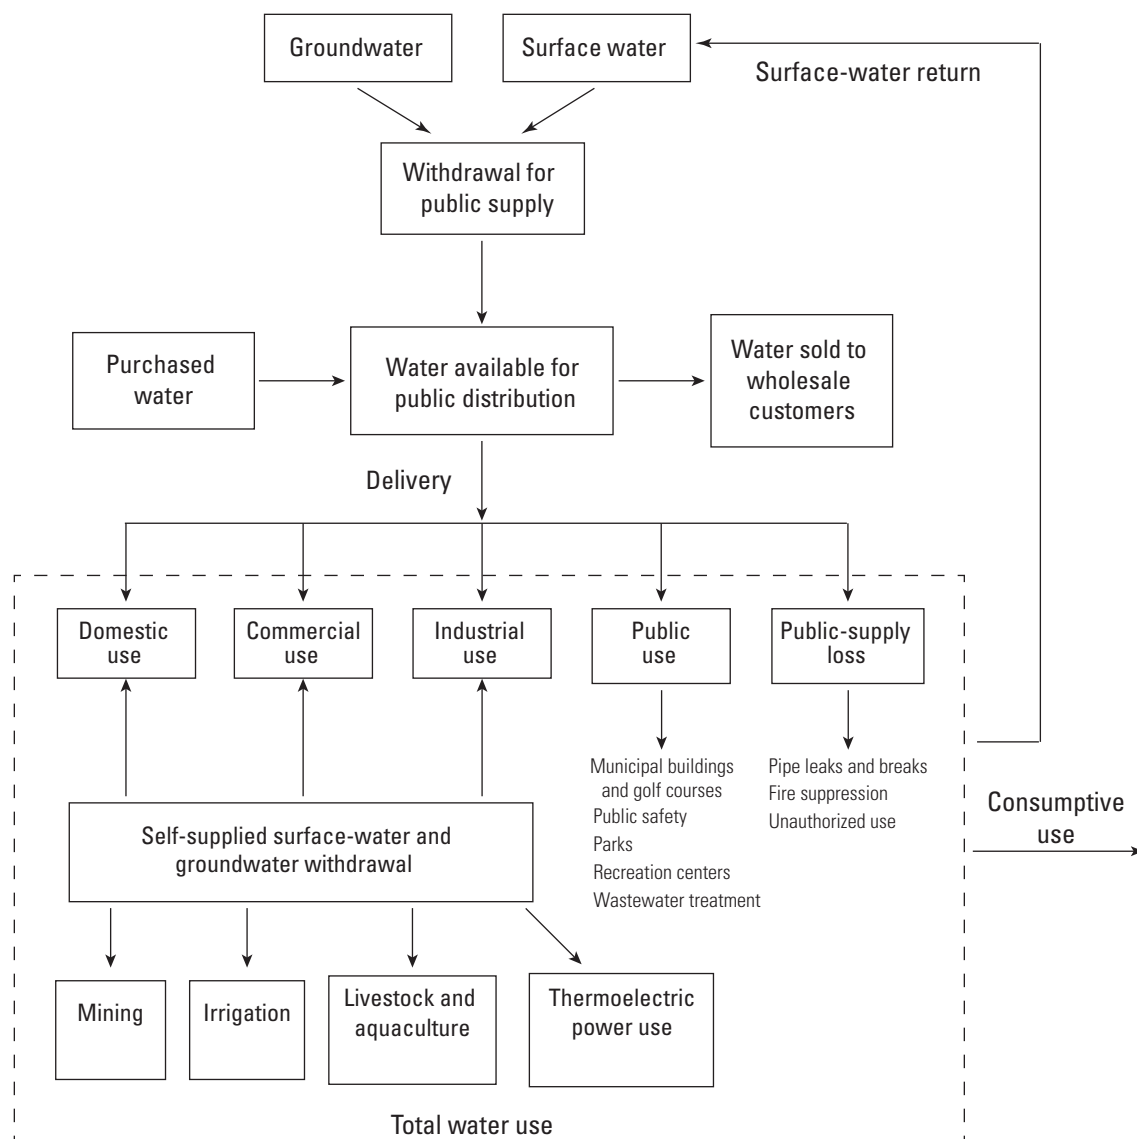 Groundwater
Surface water
Surface-water return
Withdrawal for
public supply
Purchased
water
Water available for
public distribution
Water sold to
wholesale
customers
Delivery
Domestic
use
Commercial
use
Industrial
use
Public
use
Public-supply
loss
Municipal buildings
and golf courses
Public safety
Parks
Recreation centers
Wastewater treatment
Pipe leaks and breaks
Fire suppression
Unauthorized use
Consumptive
use
Self-supplied surface-water and
groundwater withdrawal
Mining
Irrigation
Livestock and
aquaculture
Thermoelectric
power use
Total water use